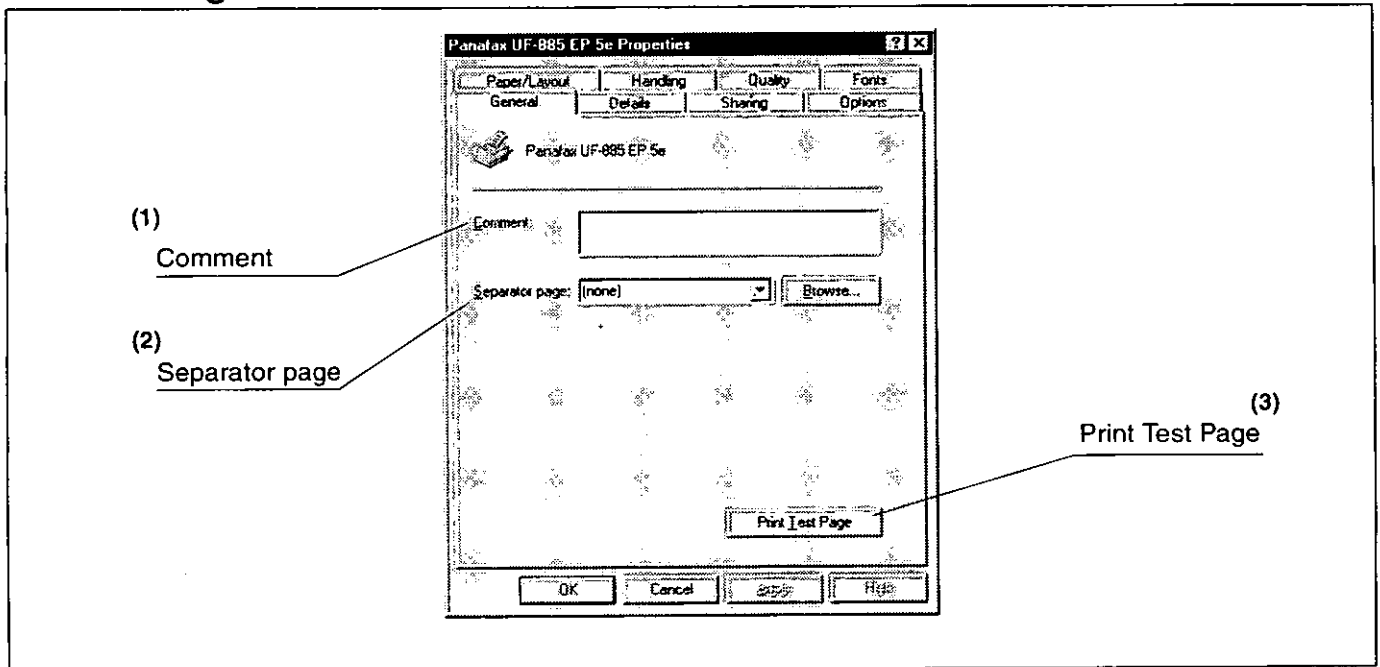 Panafax UF-885 EP 5e Properties
Paper/Layout Handling Quality Fonts
General Details Sharing Options
Panafax UF-885 EP 5e
(1)
Comment
Comment:
Separator page: (none) Browse...
(2)
Separator page
(3)
Print Test Page
Print Test Page
OK Cancel Apply Help